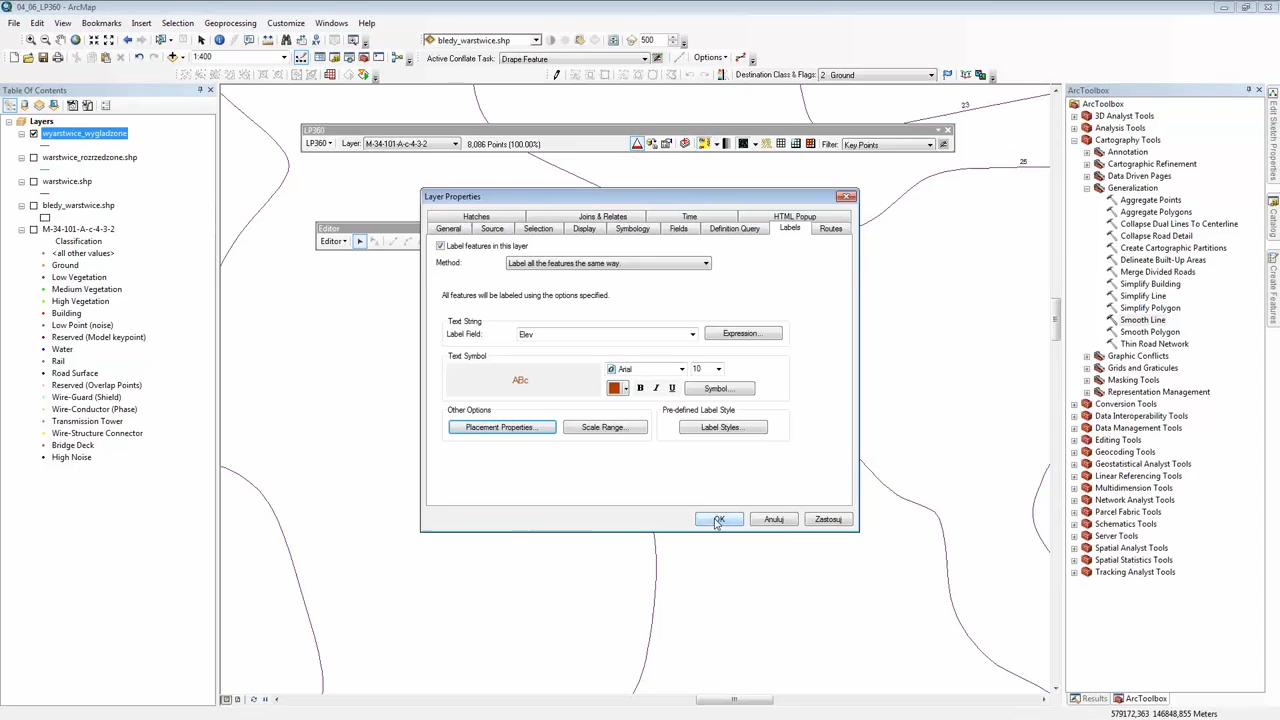 04_06_LP360 - ArcMap
File Edit View Bookmarks Insert Selection Geoprocessing Customize Windows Help
bledy_warstwice.shp
500
1:400
Active Conflate Task: Drape Feature
Options
Destination Class & Flags: 2 Ground
Table Of Contents
Layers
wyarstwice_wygladzone
warstwice_rozrzedzone.shp
warstwice.shp
bledy_warstwice.shp
M-34-101-A-c-4-3-2
Classification
<all other values>
Ground
Low Vegetation
Medium Vegetation
High Vegetation
Building
Low Point (noise)
Reserved (Model keypoint)
Water
Rail
Road Surface
Reserved (Overlap Points)
Wire-Guard (Shield)
Wire-Conductor (Phase)
Transmission Tower
Wire-Structure Connector
Bridge Deck
High Noise
23
25
LP360
LP360 Layer: M-34-101-A-c-4-3-2 8,086 Points (100.00%) Filter: Key Points
Editor
Editor
Layer Properties
Hatches Joins & Relates Time HTML Popup
General Source Selection Display Symbology Fields Definition Query Labels Routes
Label features in this layer
Method: Label all the features the same way.
All features will be labeled using the options specified.
Text String
Label Field: Elev Expression...
Text Symbol
ABc
Arial 10
B I U Symbol...
Other Options Pre-defined Label Style
Placement Properties... Scale Range... Label Styles...
OK Anuluj Zastosuj
ArcToolbox
ArcToolbox
3D Analyst Tools
Analysis Tools
Cartography Tools
Annotation
Cartographic Refinement
Data Driven Pages
Generalization
Aggregate Points
Aggregate Polygons
Collapse Dual Lines To Centerline
Collapse Road Detail
Create Cartographic Partitions
Delineate Built-Up Areas
Merge Divided Roads
Simplify Building
Simplify Line
Simplify Polygon
Smooth Line
Smooth Polygon
Thin Road Network
Graphic Conflicts
Grids and Graticules
Masking Tools
Representation Management
Conversion Tools
Data Interoperability Tools
Data Management Tools
Editing Tools
Geocoding Tools
Geostatistical Analyst Tools
Linear Referencing Tools
Multidimension Tools
Network Analyst Tools
Parcel Fabric Tools
Schematics Tools
Server Tools
Spatial Analyst Tools
Spatial Statistics Tools
Tracking Analyst Tools
Results ArcToolbox
Edit Sketch Properties
Catalog
Create Features
579172,363 146848,855 Meters